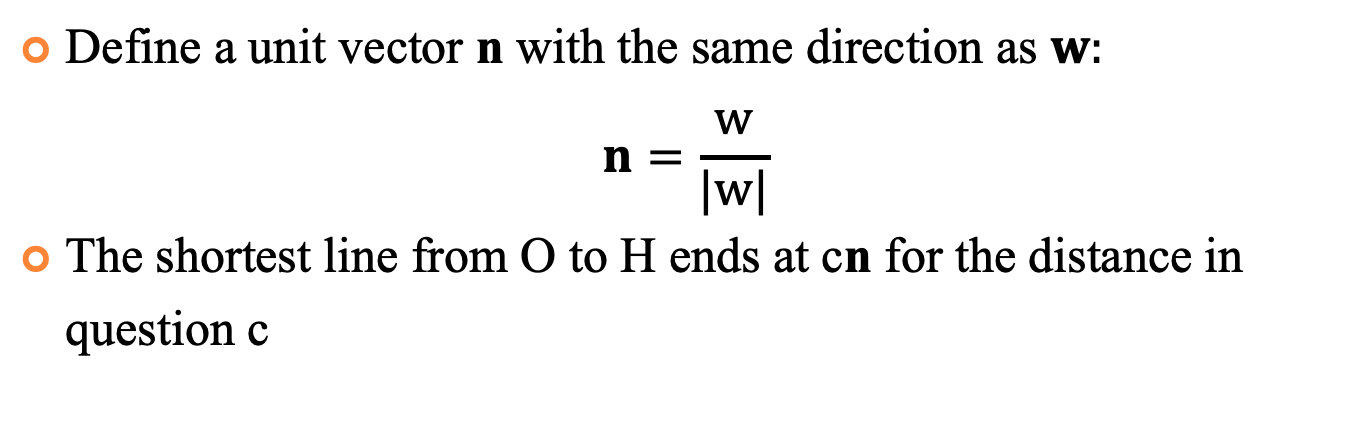 Define a unit vector n with the same direction as w:
n = w / |w|
The shortest line from O to H ends at cn for the distance in
question c